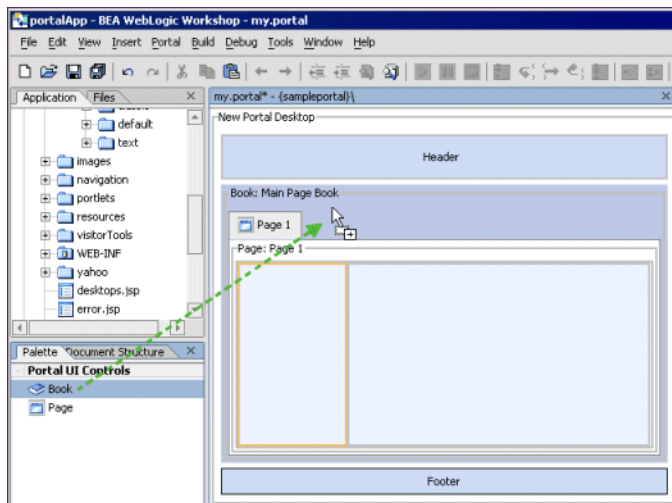 portalApp - BEA WebLogic Workshop - my.portal
File Edit View Insert Portal Build Debug Tools Window Help
Application Files
default
text
images
navigation
portlets
resources
visitorTools
WEB-INF
yahoo
desktops.jsp
error.jsp
Palette Document Structure
Portal UI Controls
Book
Page
my.portal* - {sampleportal}\
New Portal Desktop
Header
Book: Main Page Book
Page 1
Page: Page 1
Footer